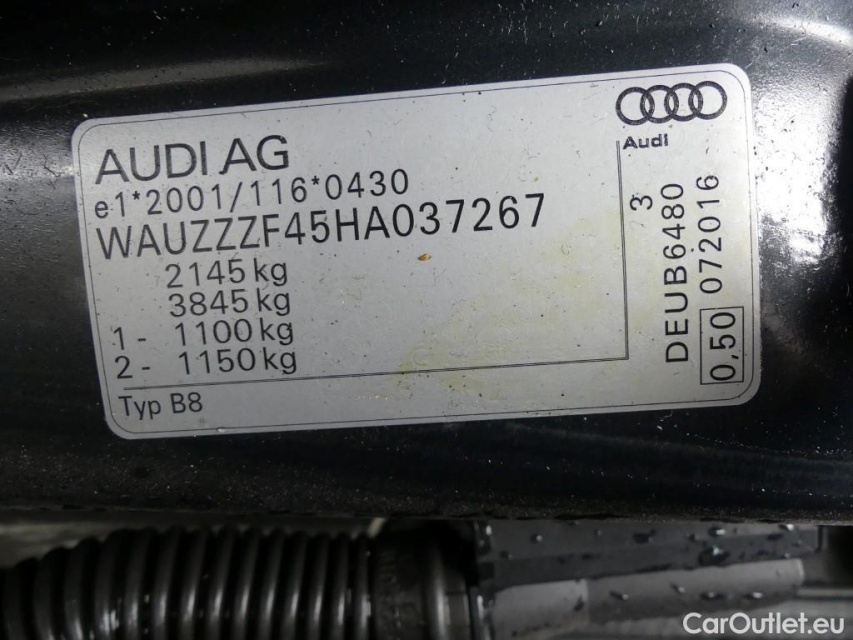 AUDI AG
e1*2001/116*0430
WAUZZZF45HA037267
2145 kg
3845 kg
1 - 1100 kg
2 - 1150 kg
Typ B8
Audi
3
DEUB6480
0,50 072016
CarOutlet.eu